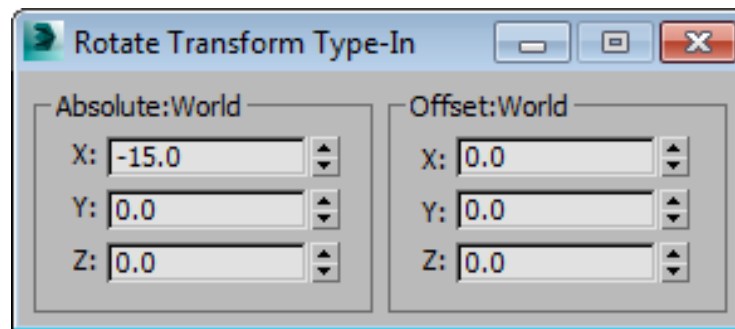 Rotate Transform Type-In
Absolute:World Offset:World
X: -15.0 X: 0.0
Y: 0.0 Y: 0.0
Z: 0.0 Z: 0.0